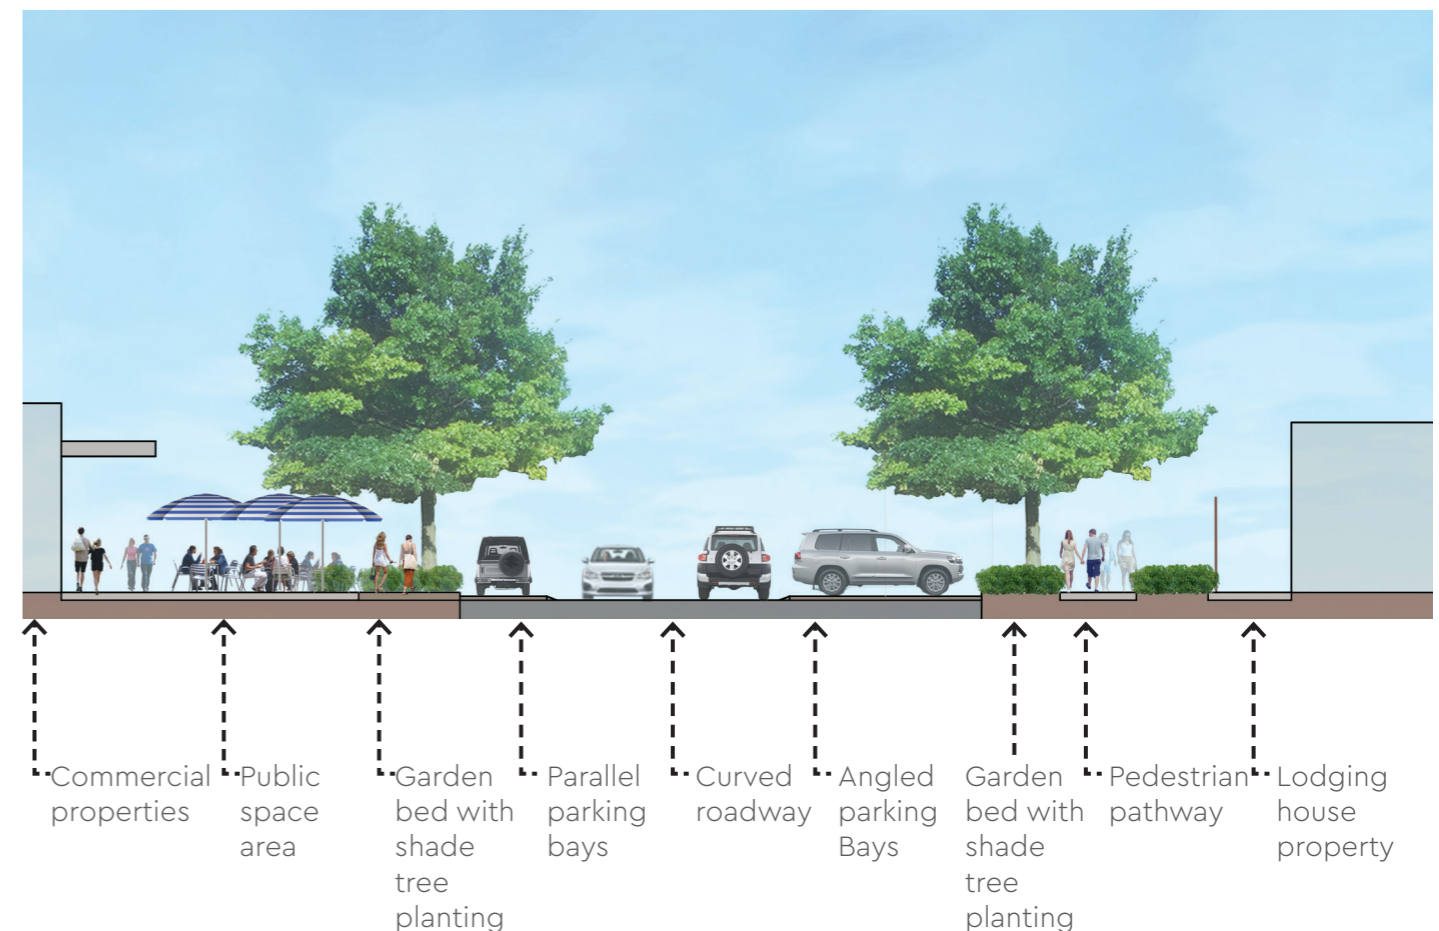 Commercial
properties
Public
space
area
Garden
bed with
shade
tree
planting
Parallel
parking
bays
Curved
roadway
Angled
parking
Bays
Garden
bed with
shade
tree
planting
Pedestrian
pathway
Lodging
house
property